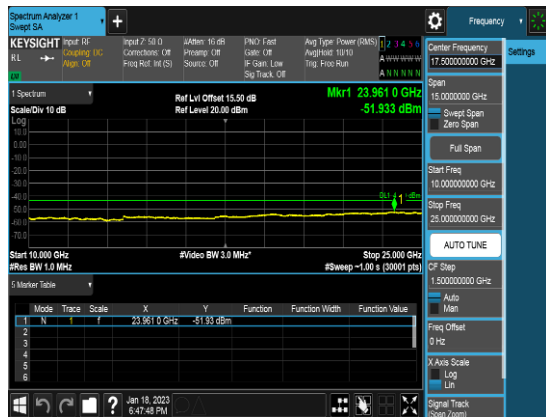 Spectrum Analyzer 1
Swept SA
Frequency
KEYSIGHT Input: RF
Coupling: DC
Align: Off
RL
Input Z: 50 Ω
Corrections: Off
Freq Ref: Int (S)
#Atten: 16 dB
Preamp: Off
Source: Off
PNO: Fast
Gate: Off
IF Gain: Low
Sig Track: Off
Avg Type: Power (RMS)
Avg|Hold: 10/10
Trig: Free Run
1 2 3 4 5 6
A W W W W W
A N N N N N
Center Frequency
17.500000000 GHz
Settings
Span
15.0000000 GHz
Swept Span
Zero Span
Full Span
Start Freq
10.000000000 GHz
Stop Freq
25.000000000 GHz
AUTO TUNE
CF Step
1.500000000 GHz
Auto
Man
Freq Offset
0 Hz
X Axis Scale
Log
Lin
Signal Track
(Span Zoom)
1 Spectrum
Scale/Div 10 dB
Ref Lvl Offset 15.50 dB
Ref Level 20.00 dBm
Mkr1 23.961 0 GHz
-51.933 dBm
Log
10.0
0.00
-10.0
-20.0
-30.0
-40.0
-50.0
-60.0
-70.0
1
Start 10.000 GHz
#Res BW 1.0 MHz
#Video BW 3.0 MHz*
Stop 25.000 GHz
#Sweep ~1.00 s (30001 pts)
5 Marker Table
Mode Trace Scale X Y Function Function Width Function Value
1 N 1 f 23.961 0 GHz -51.93 dBm
2
3
4
5
6
Jan 18, 2023
6:47:48 PM